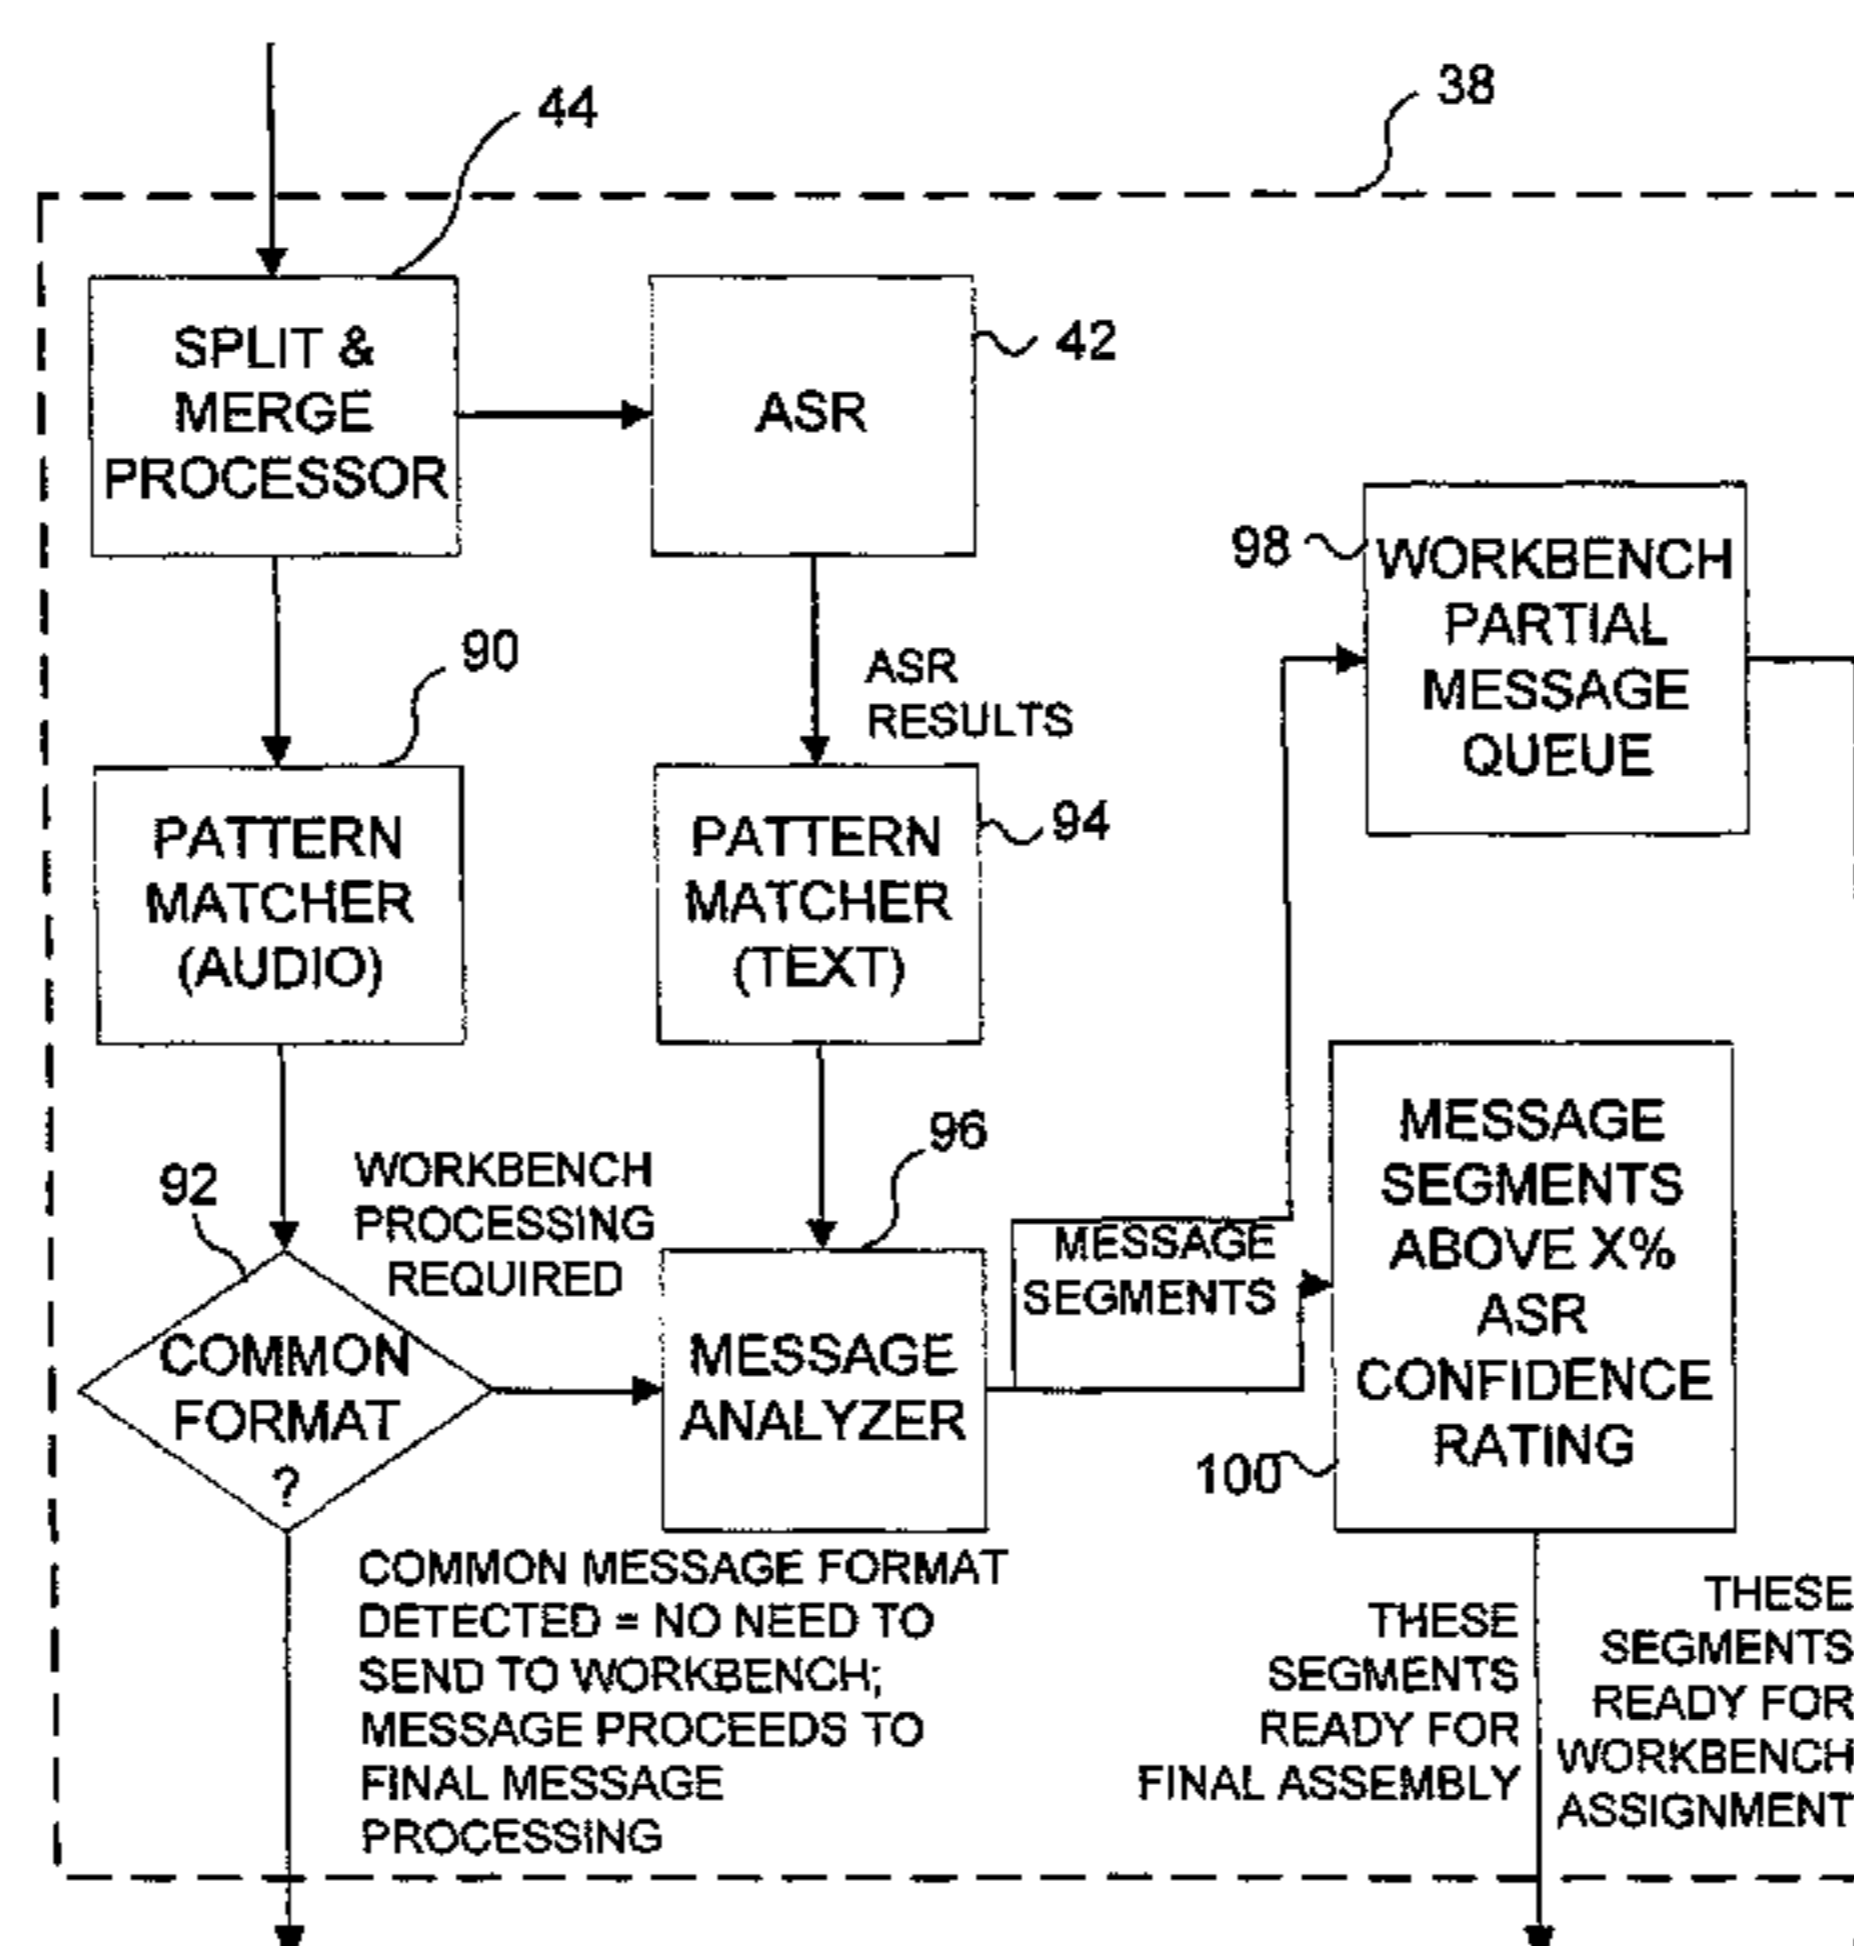 44
38
SPLIT &
MERGE
PROCESSOR
ASR
42
98
WORKBENCH
PARTIAL
MESSAGE
QUEUE
90
ASR
RESULTS
PATTERN
MATCHER
(AUDIO)
PATTERN
MATCHER
(TEXT)
94
92
WORKBENCH
PROCESSING
REQUIRED
96
MESSAGE
SEGMENTS
MESSAGE
SEGMENTS
ABOVE X%
ASR
CONFIDENCE
RATING
100
COMMON
FORMAT
?
MESSAGE
ANALYZER
COMMON MESSAGE FORMAT
DETECTED = NO NEED TO
SEND TO WORKBENCH;
MESSAGE PROCEEDS TO
FINAL MESSAGE
PROCESSING
THESE
SEGMENTS
READY FOR
FINAL ASSEMBLY
THESE
SEGMENTS
READY FOR
WORKBENCH
ASSIGNMENT